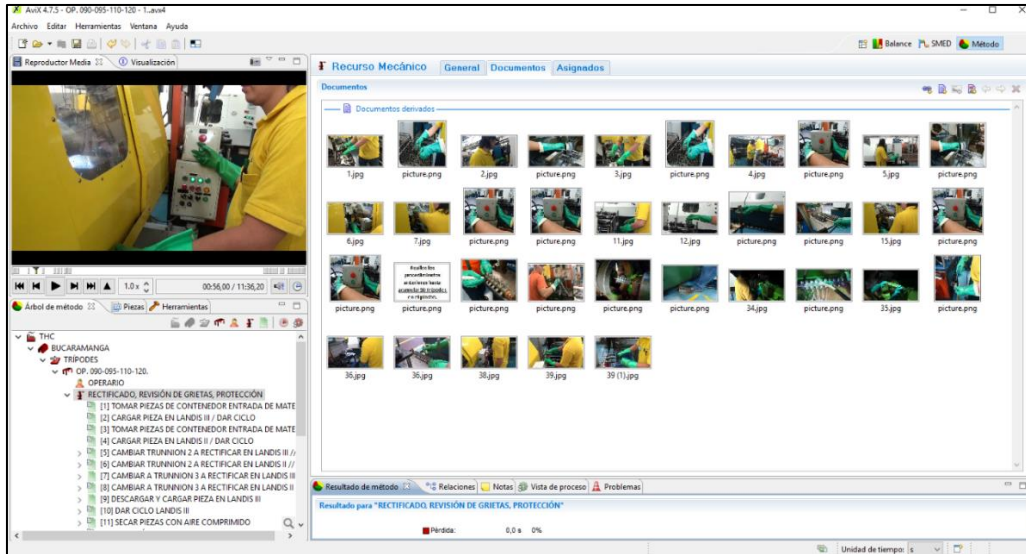 AviX 4.7.5 - OP. 090-095-110-120 - 1..avx4
Archivo Editar Herramientas Ventana Ayuda
Balance SMED Método
Reproductor Media Visualización
Recurso Mecánico General Documentos Asignados
Documentos
Documentos derivados
1.jpg picture.png 2.jpg picture.png 3.jpg picture.png 4.jpg picture.png 5.jpg picture.png
6.jpg 7.jpg picture.png picture.png 11.jpg 12.jpg picture.png picture.png 15.jpg picture.png
picture.png picture.png picture.png picture.png picture.png 34.jpg picture.png 35.jpg picture.png
36.jpg 36.jpg 38.jpg 39.jpg 39 (1).jpg
1.0 x 00:56,00 / 11:36,20
Árbol de método Piezas Herramientas
THC
BUCARAMANGA
TRÍPODES
OP. 090-095-110-120.
OPERARIO
RECTIFICADO, REVISIÓN DE GRIETAS, PROTECCIÓN
[1] TOMAR PIEZAS DE CONTENEDOR ENTRADA DE MATE
[2] CARGAR PIEZA EN LANDIS III / DAR CICLO
[3] TOMAR PIEZAS DE CONTENEDOR ENTRADA DE MATE
[4] CARGAR PIEZA EN LANDIS II / DAR CICLO
[5] CAMBIAR TRUNNION 2 A RECTIFICAR EN LANDIS III //
[6] CAMBIAR TRUNNION 2 A RECTIFICAR EN LANDIS II //
[7] CAMBIAR A TRUNNION 3 A RECTIFICAR EN LANDIS III
[8] CAMBIAR A TRUNNION 3 A RECTIFICAR EN LANDIS II
[9] DESCARGAR Y CARGAR PIEZA EN LANDIS III
[10] DAR CICLO LANDIS III
[11] SECAR PIEZAS CON AIRE COMPRIMIDO
Resultado de método Relaciones Notas Vista de proceso Problemas
Resultado para "RECTIFICADO, REVISIÓN DE GRIETAS, PROTECCIÓN"
Pérdida: 0,0 s 0%
Unidad de tiempo: s